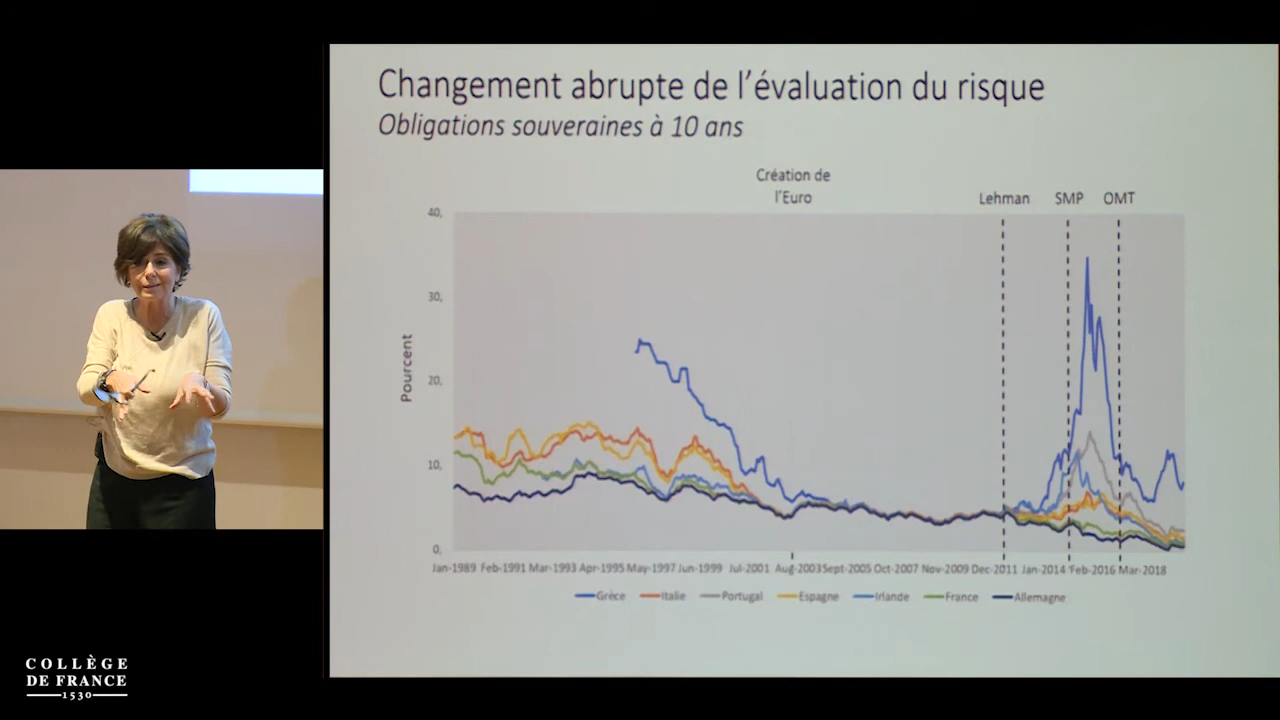 Changement abrupte de l'évaluation du risque
Obligations souveraines à 10 ans
Création de
l'Euro
Lehman
SMP
OMT
40,
30,
20,
10,
0,
Pourcent
Jan-1989 Feb-1991 Mar-1993 Apr-1995 May-1997 Jun-1999 Jul-2001 Aug-2003 Sept-2005 Oct-2007 Nov-2009 Dec-2011 Jan-2014 Feb-2016 Mar-2018
Grèce Italie Portugal Espagne Irlande France Allemagne
COLLÈGE
DE FRANCE
1530